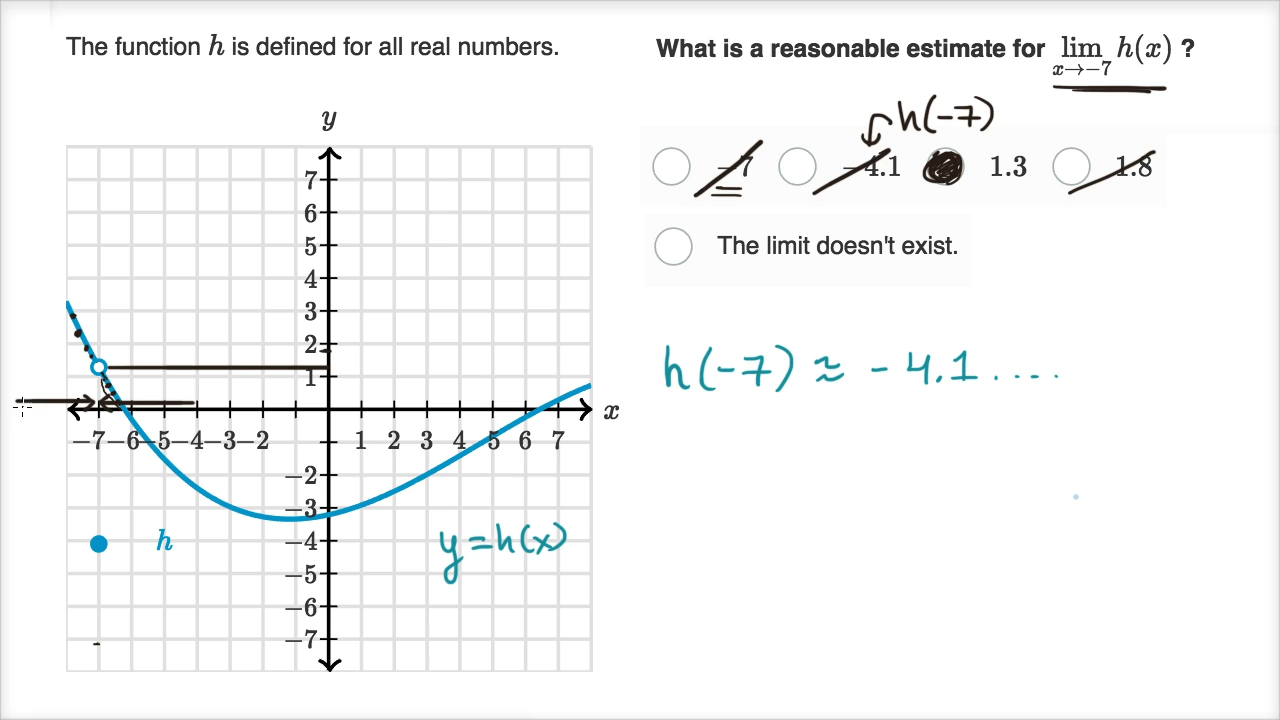 The function h is defined for all real numbers.
What is a reasonable estimate for lim h(x) ?
x→−7
h(-7)
−7
−4.1
1.3
1.8
The limit doesn't exist.
h(-7) ≈ -4.1....
y
7
6
5
4
3
2
1
x
−7 −6 −5 −4 −3 −2 1 2 3 4 5 6 7
−2
−3
−4
−5
−6
−7
h
y=h(x)